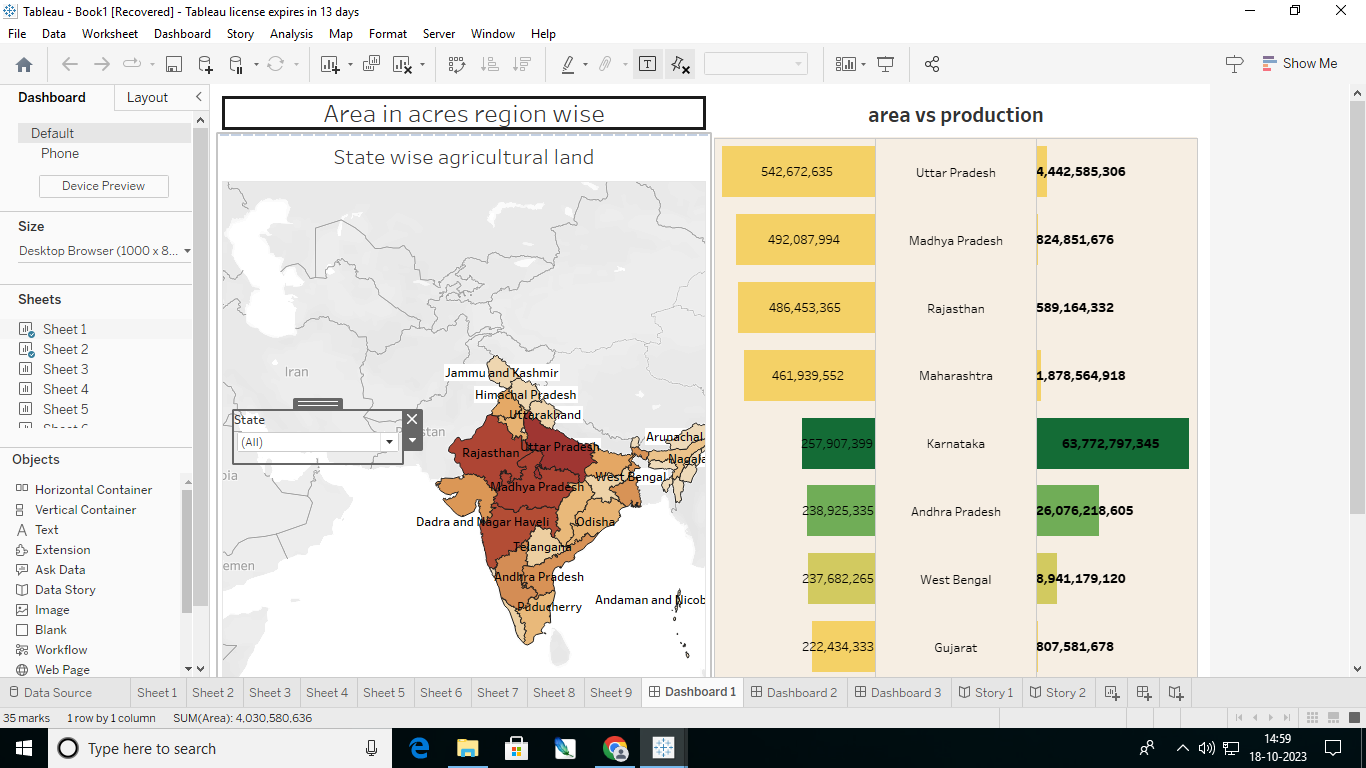 Tableau - Book1 [Recovered] - Tableau license expires in 13 days
File Data Worksheet Dashboard Story Analysis Map Format Server Window Help
Show Me
Dashboard Layout
Default
Phone
Device Preview
Size
Desktop Browser (1000 x 8...
Sheets
Sheet 1
Sheet 2
Sheet 3
Sheet 4
Sheet 5
Objects
Horizontal Container
Vertical Container
Text
Extension
Ask Data
Data Story
Image
Blank
Workflow
Web Page
Area in acres region wise
State wise agricultural land
Iran
Jammu and Kashmir
Himachal Pradesh
Uttarakhand
State
(All)
Arunachal
Uttar Pradesh
Rajasthan
Nagala
West Bengal
Madhya Pradesh
Dadra and Nagar Haveli
Odisha
Telangana
emen
Andhra Pradesh
Andaman and Nicob
Puducherry
area vs production
542,672,635 Uttar Pradesh 4,442,585,306
492,087,994 Madhya Pradesh 824,851,676
486,453,365 Rajasthan 589,164,332
461,939,552 Maharashtra 1,878,564,918
257,907,399 Karnataka 63,772,797,345
238,925,335 Andhra Pradesh 26,076,218,605
237,682,265 West Bengal 8,941,179,120
222,434,333 Gujarat 807,581,678
Data Source Sheet 1 Sheet 2 Sheet 3 Sheet 4 Sheet 5 Sheet 6 Sheet 7 Sheet 8 Sheet 9 Dashboard 1 Dashboard 2 Dashboard 3 Story 1 Story 2
35 marks 1 row by 1 column SUM(Area): 4,030,580,636
Type here to search
14:59
18-10-2023